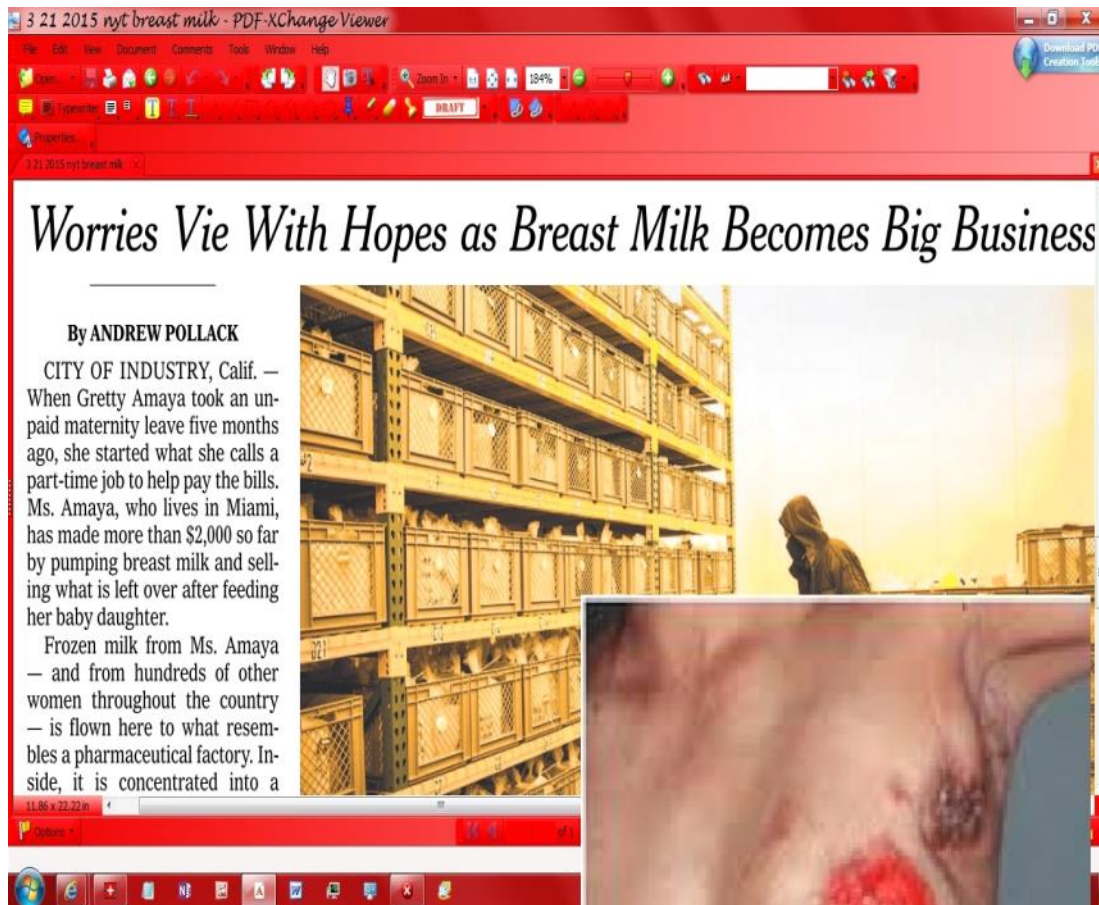 3 21 2015 nyt breast milk - PDF-XChange Viewer
File Edit View Document Comments Tools Window Help
Download PD
Creation Tools
Open...
Zoom In
184%
Typewriter
DRAFT
Properties...
3 21 2015 nyt breast milk
Worries Vie With Hopes as Breast Milk Becomes Big Business
By ANDREW POLLACK
CITY OF INDUSTRY, Calif. —
When Gretty Amaya took an un-
paid maternity leave five months
ago, she started what she calls a
part-time job to help pay the bills.
Ms. Amaya, who lives in Miami,
has made more than $2,000 so far
by pumping breast milk and sell-
ing what is left over after feeding
her baby daughter.
Frozen milk from Ms. Amaya
— and from hundreds of other
women throughout the country
— is flown here to what resem-
bles a pharmaceutical factory. In-
side, it is concentrated into a
11.86 x 22.22 in
Options
of 1